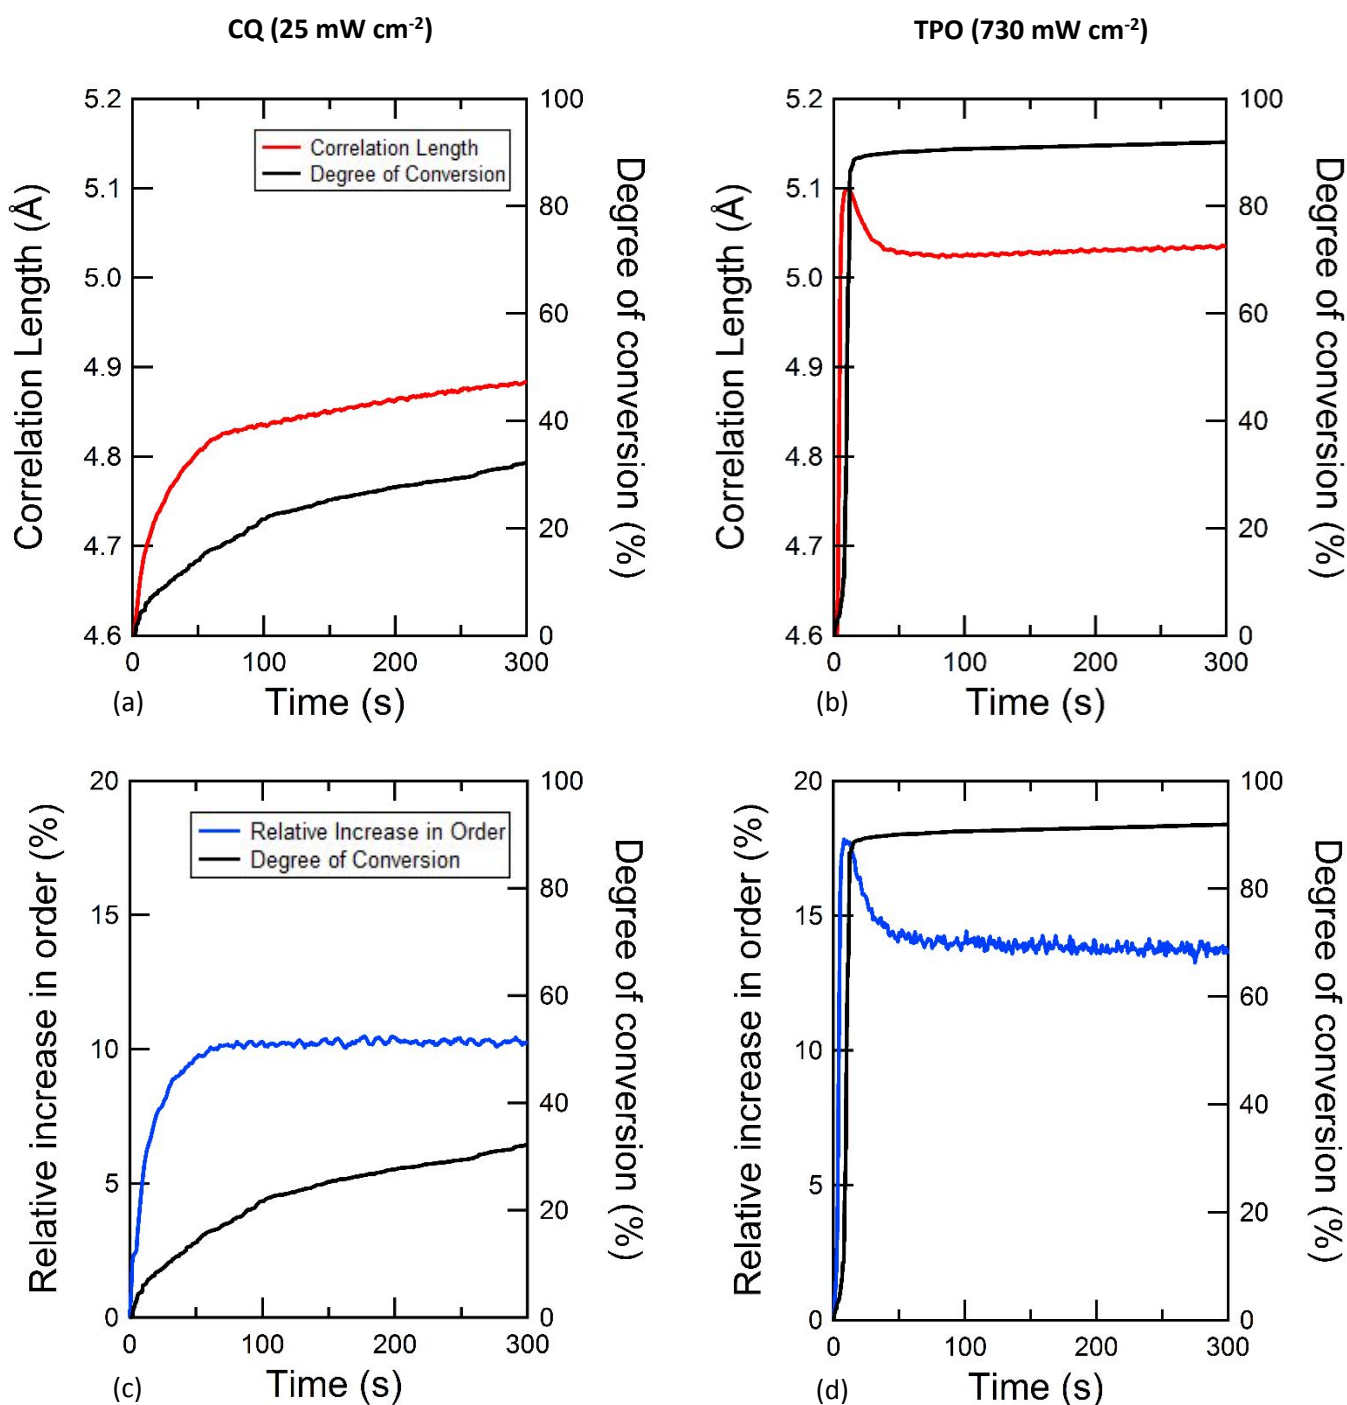 CQ (25 mW cm⁻²)
TPO (730 mW cm⁻²)
Correlation Length (Å)
5.2
5.1
5.0
4.9
4.8
4.7
4.6
Correlation Length
Degree of Conversion
100
80
60
40
20
0
Degree of conversion (%)
0
100
200
300
(a)
Time (s)
Correlation Length (Å)
5.2
5.1
5.0
4.9
4.8
4.7
4.6
100
80
60
40
20
0
Degree of conversion (%)
0
100
200
300
(b)
Time (s)
Relative increase in order (%)
20
15
10
5
0
Relative Increase in Order
Degree of Conversion
100
80
60
40
20
0
Degree of conversion (%)
0
100
200
300
(c)
Time (s)
Relative increase in order (%)
20
15
10
5
0
100
80
60
40
20
0
Degree of conversion (%)
0
100
200
300
(d)
Time (s)